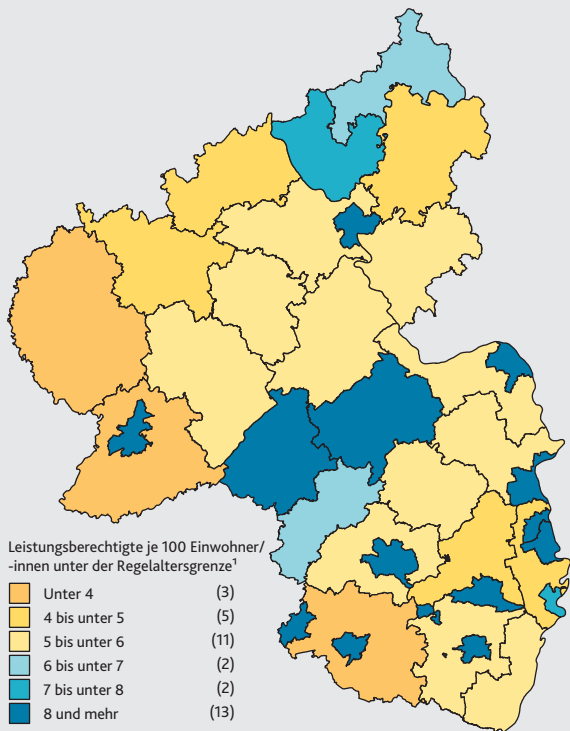 Leistungsberechtigte je 100 Einwohner/
-innen unter der Regelaltersgrenze¹
Unter 4 (3)
4 bis unter 5 (5)
5 bis unter 6 (11)
6 bis unter 7 (2)
7 bis unter 8 (2)
8 und mehr (13)